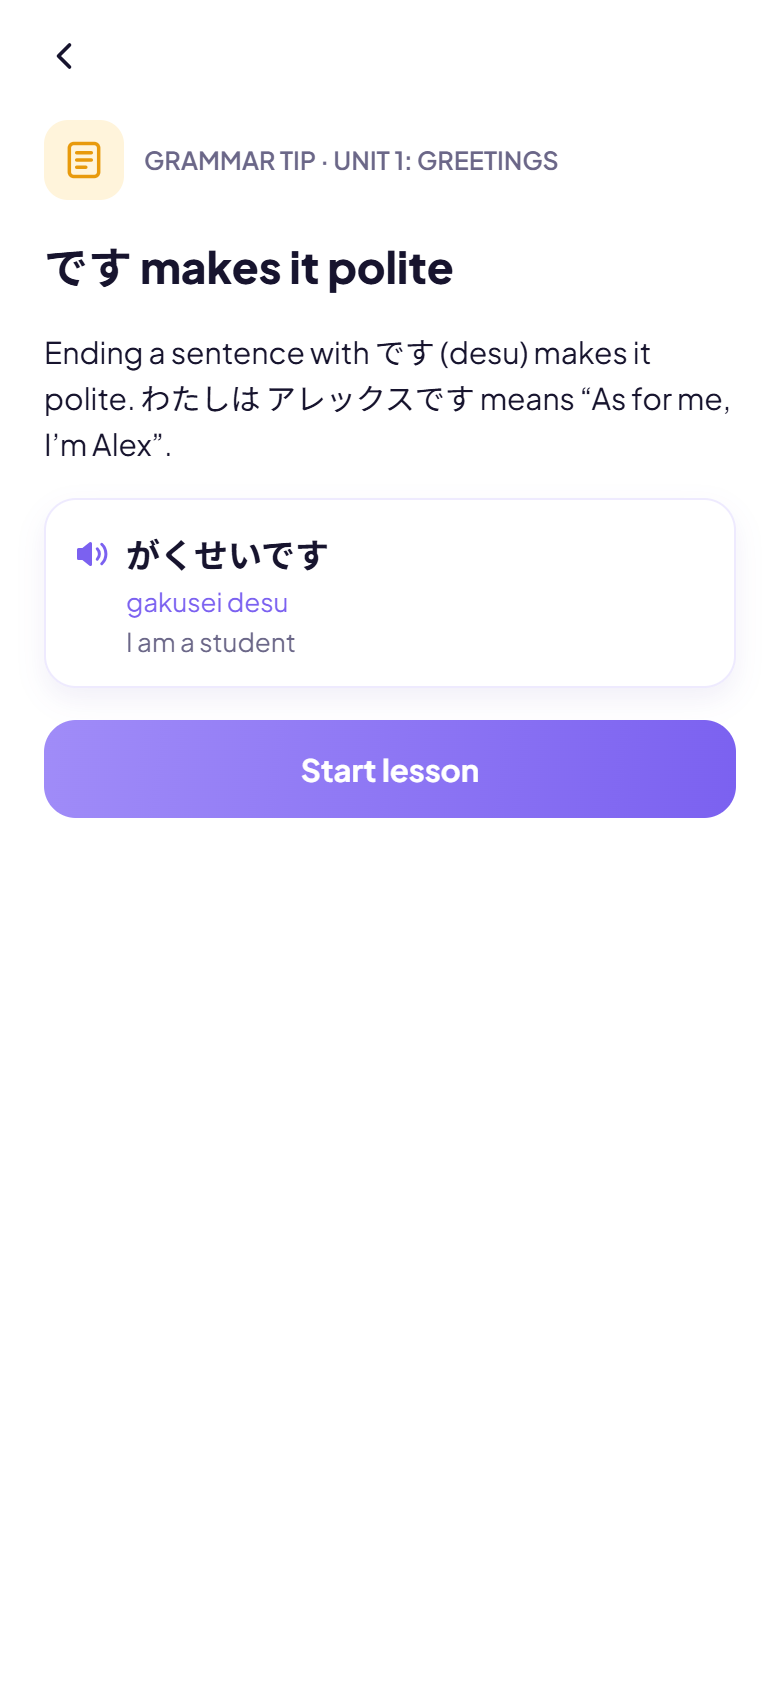 GRAMMAR TIP · UNIT 1: GREETINGS
です makes it polite
Ending a sentence with です (desu) makes it
polite. わたしは アレックスです means “As for me,
I’m Alex”.
がくせいです
gakusei desu
I am a student
Start lesson